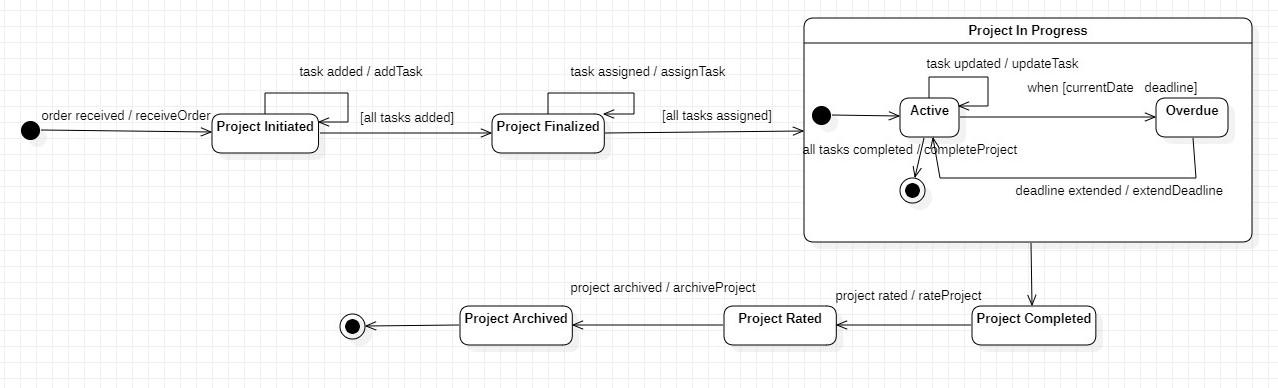 Project In Progress
task added / addTask
task assigned / assignTask
task updated / updateTask
when [currentDate   deadline]
order received / receiveOrder
Project Initiated
[all tasks added]
Project Finalized
[all tasks assigned]
Active
Overdue
all tasks completed / completeProject
deadline extended / extendDeadline
project archived / archiveProject
project rated / rateProject
Project Archived
Project Rated
Project Completed